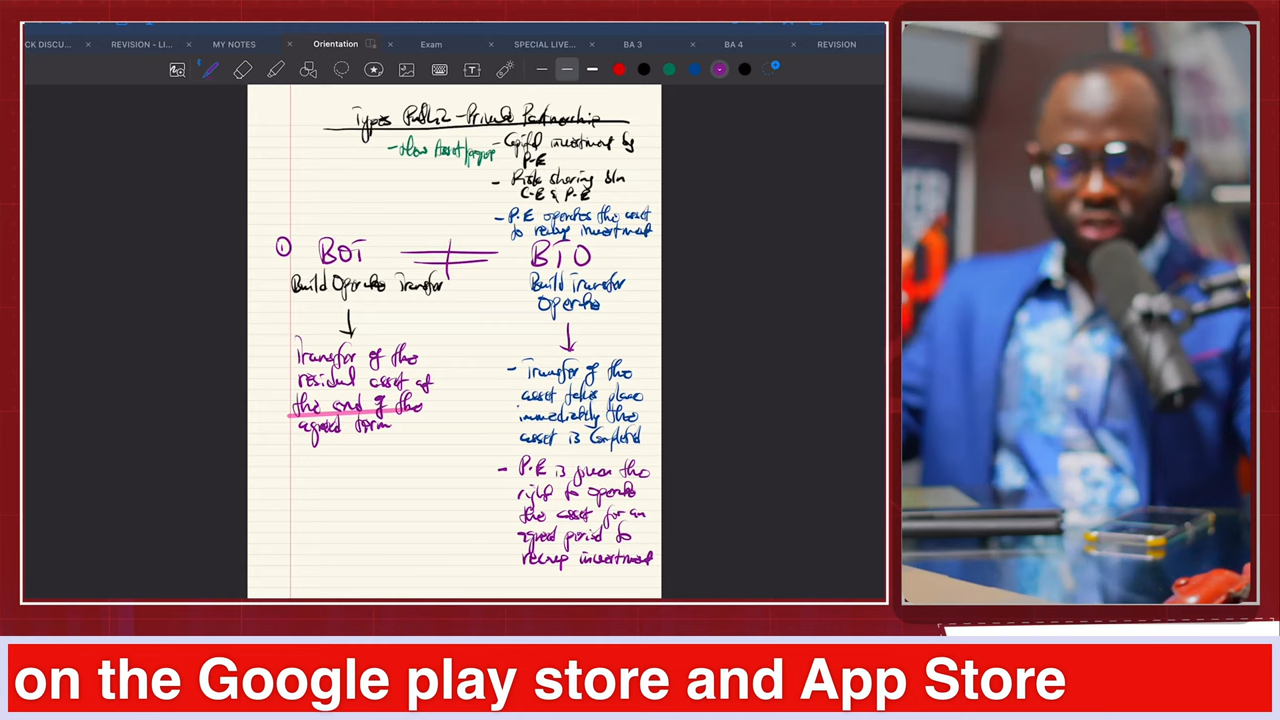 CK DISCU... × REVISION - LI... × MY NOTES × Orientation × Exam × SPECIAL LIVE... × BA 3 × BA 4 × REVISION
Types Public-Private Partnership
- New Asset/
- Capital investment by
P-E
- Risk sharing b/n
C-E & P-E
- P.E operates the asset
to recoup investment
① BOT
BTO
Build Operate Transfer
Build Transfer
Operate
Transfer of the
residual asset at
the end of the
agreed term
- Transfer of the
asset takes place
immediately the
asset is Completed
- P.E is given the
right to operate
the asset for an
agreed period to
recoup investment
on the Google play store and App Store